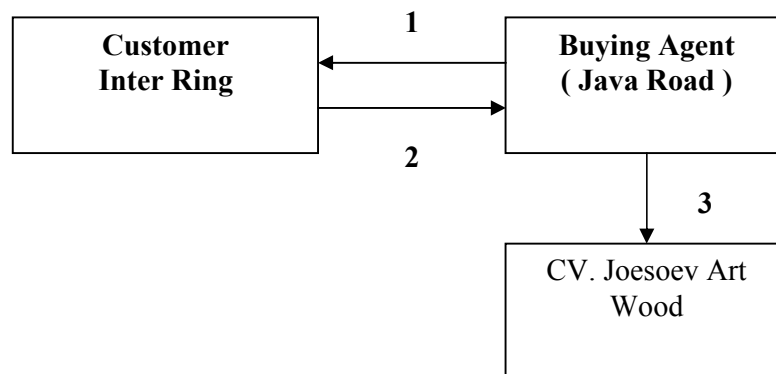 Customer
Inter Ring
1
2
Buying Agent
( Java Road )
3
CV. Joesoev Art
Wood